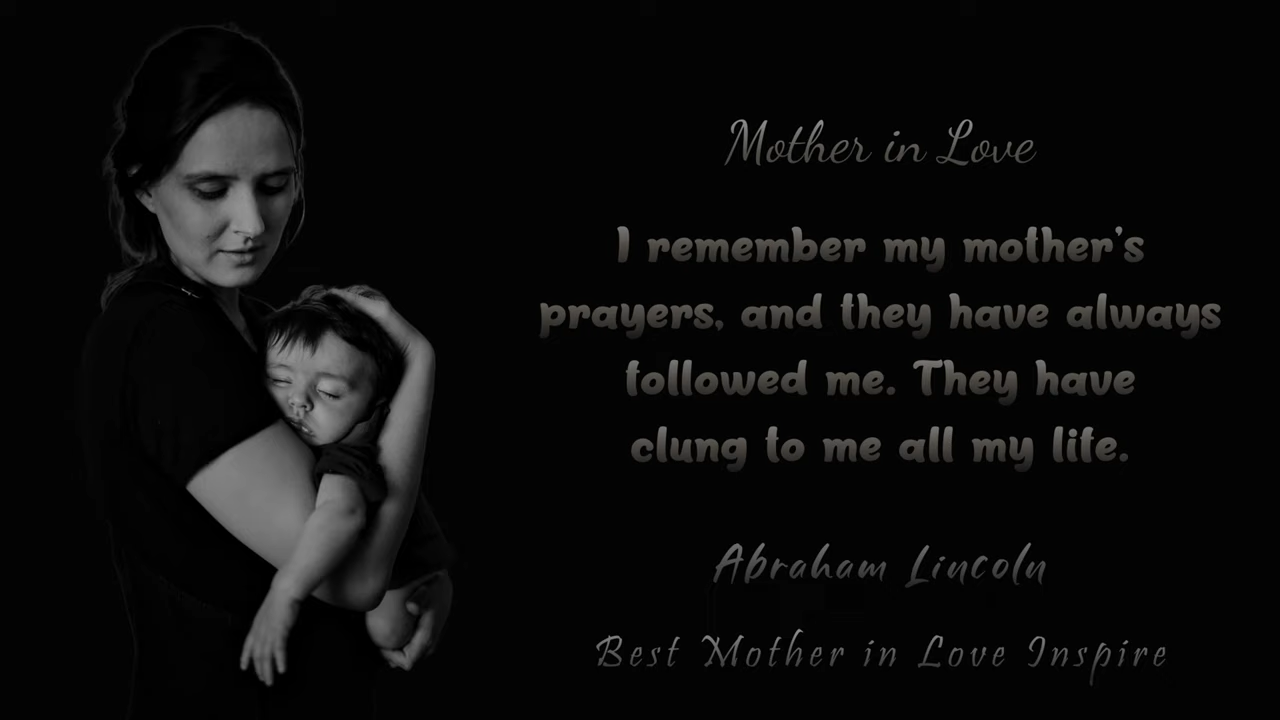 Mother in Love
I remember my mother's
prayers, and they have always
followed me. They have
clung to me all my life.
Abraham Lincoln
Best Mother in Love Inspire